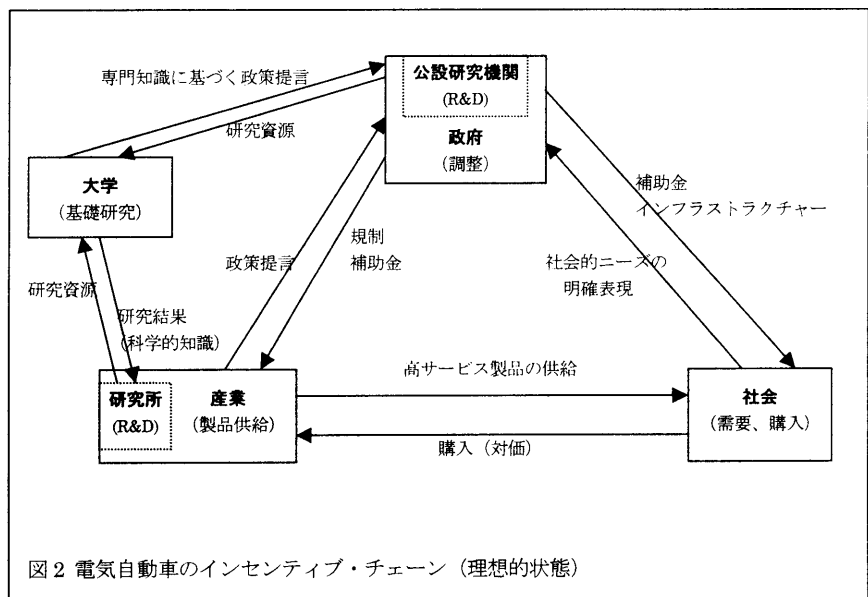 専門知識に基づく政策提言
公設研究機関
(R&D)
研究資源
政府
(調整)
大学
(基礎研究)
補助金
インフラストラクチャー
規制
補助金
政策提言
社会的ニーズの
明確表現
研究資源
研究結果
(科学的知識)
高サービス製品の供給
研究所
(R&D)
産業
(製品供給)
社会
(需要、購入)
購入（対価）
図2 電気自動車のインセンティブ・チェーン（理想的状態）